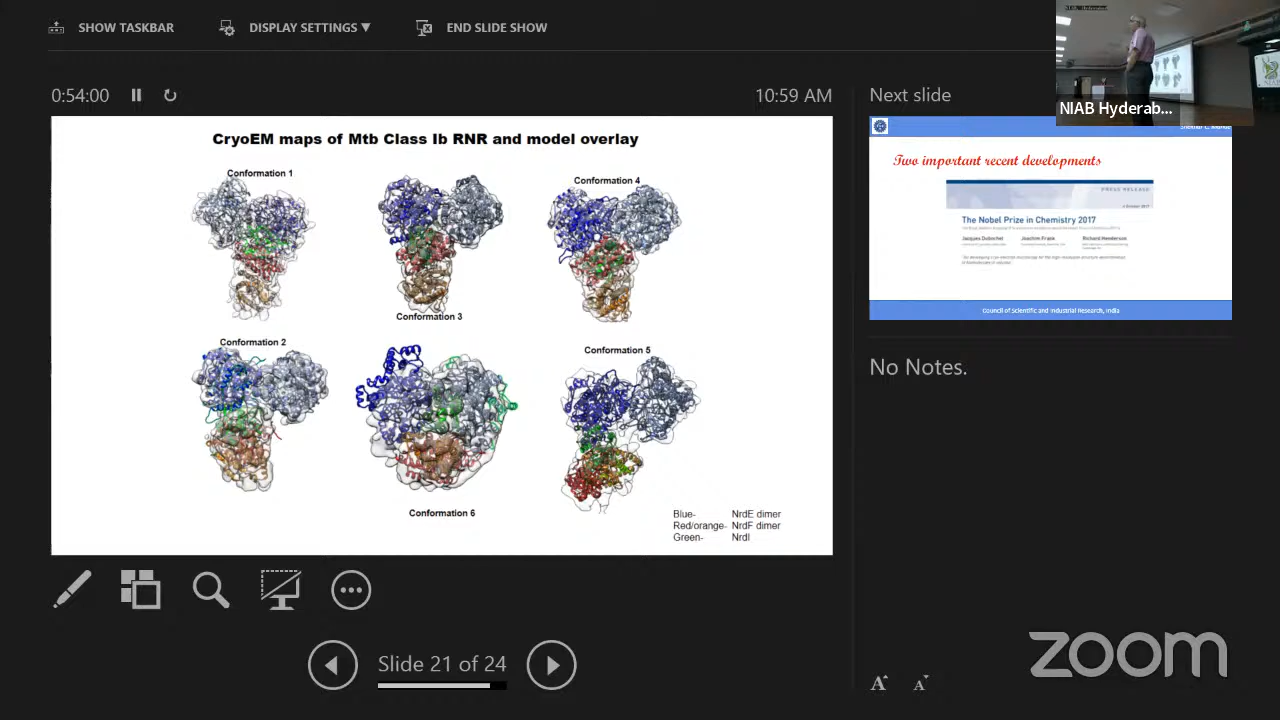 SHOW TASKBAR
DISPLAY SETTINGS ▼
END SLIDE SHOW
NIAB Hyderab...
0:54:00
10:59 AM
Next slide
CryoEM maps of Mtb Class Ib RNR and model overlay
Conformation 1
Conformation 3
Conformation 4
Conformation 2
Conformation 6
Conformation 5
Blue- NrdE dimer
Red/orange- NrdF dimer
Green- NrdI
Two important recent developments
PRESS RELEASE
The Nobel Prize in Chemistry 2017
Jacques Dubochet Joachim Frank Richard Henderson
Council of Scientific and Industrial Research, India
No Notes.
Slide 21 of 24
A A
zoom